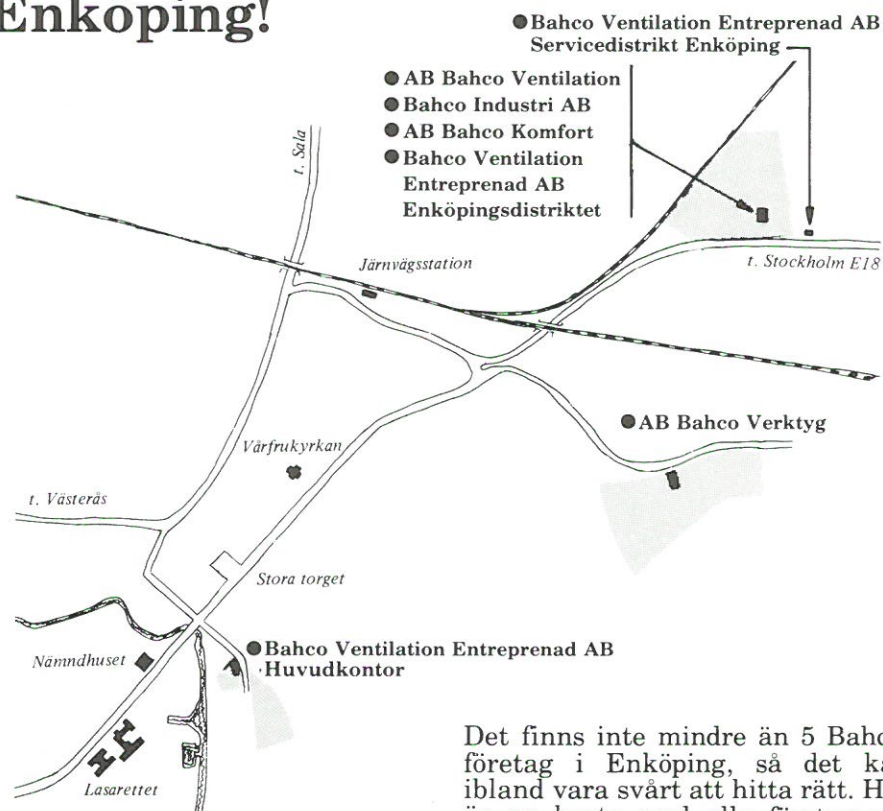 Enköping!
Bahco Ventilation Entreprenad AB
Servicedistrikt Enköping
AB Bahco Ventilation
Bahco Industri AB
AB Bahco Komfort
Bahco Ventilation
Entreprenad AB
Enköpingsdistriktet
t. Sala
Järnvägsstation
t. Stockholm E18
AB Bahco Verktyg
Vårfrukyrkan
t. Västerås
Stora torget
Bahco Ventilation Entreprenad AB
Huvudkontor
Nämndhuset
Lasarettet
Det finns inte mindre än 5 Bahco
företag i Enköping, så det ka
ibland vara svårt att hitta rätt. H